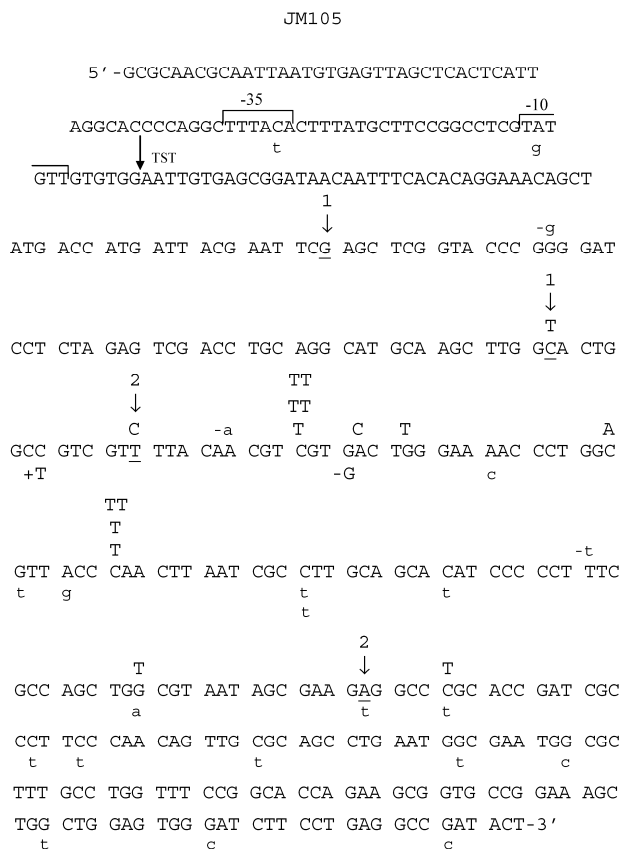 JM105
5’-GCGCAACGCAATTAATGTGAGTTAGCTCACTCATT
-35 -10
AGGCACCCCAGGCTTTACACTTTATGCTTCCGGCCTCGTAT
t g
TST
GTTGTGTGGAATTGTGAGCGGATAACAATTTCACACAGGAAACAGCT
1
↓ -g
ATG ACC ATG ATT ACG AAT TCG AGC TCG GTA CCC GGG GAT
1
↓
T
CCT CTA GAG TCG ACC TGC AGG CAT GCA AGC TTG GCA CTG
2 TT
↓ TT
C -a T C T A
GCC GTC GTT TTA CAA CGT CGT GAC TGG GAA AAC CCT GGC
+T -G c
TT
T
T -t
GTT ACC CAA CTT AAT CGC CTT GCA GCA CAT CCC CCT TTC
t g t t
t
2
T ↓ T
GCC AGC TGG CGT AAT AGC GAA GAG GCC CGC ACC GAT CGC
a t t
CCT TCC CAA CAG TTG CGC AGC CTG AAT GGC GAA TGG CGC
t t t t c
TTT GCC TGG TTT CCG GCA CCA GAA GCG GTG CCG GAA AGC
TGG CTG GAG TGG GAT CTT CCT GAG GCC GAT ACT-3’
t c c